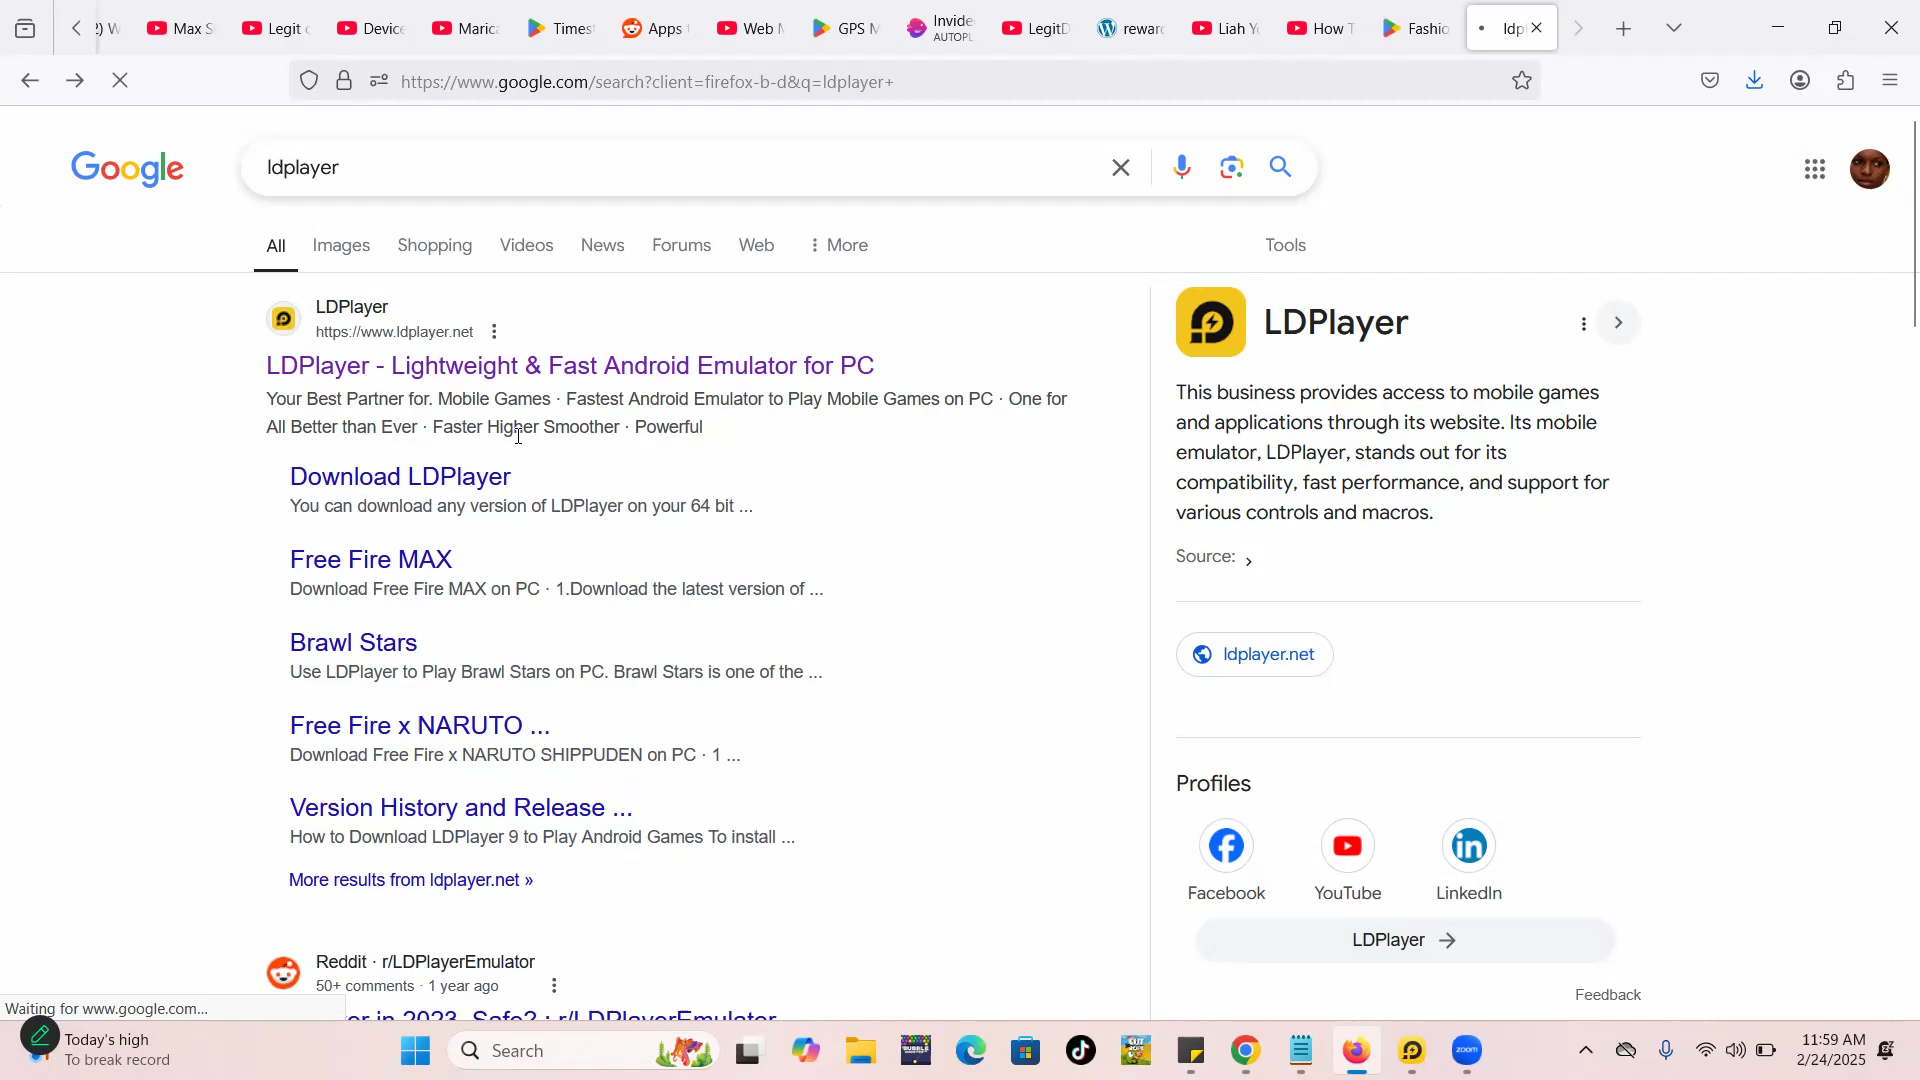 Max S
Legit
Device
Marica
Timest
Apps
Web
GPS M
Invide
AUTOPL
LegitD
rewar
Liah Y
How T
Fashio
ldp
https://www.google.com/search?client=firefox-b-d&q=ldplayer+
Google
ldplayer
All
Images
Shopping
Videos
News
Forums
Web
More
Tools
LDPlayer
https://www.ldplayer.net
LDPlayer - Lightweight & Fast Android Emulator for PC
Your Best Partner for. Mobile Games · Fastest Android Emulator to Play Mobile Games on PC · One for
All Better than Ever · Faster Higher Smoother · Powerful
Download LDPlayer
You can download any version of LDPlayer on your 64 bit ...
Free Fire MAX
Download Free Fire MAX on PC · 1.Download the latest version of ...
Brawl Stars
Use LDPlayer to Play Brawl Stars on PC. Brawl Stars is one of the ...
Free Fire x NARUTO ...
Download Free Fire x NARUTO SHIPPUDEN on PC · 1 ...
Version History and Release ...
How to Download LDPlayer 9 to Play Android Games To install ...
More results from ldplayer.net »
Reddit · r/LDPlayerEmulator
50+ comments · 1 year ago
in 2023, Safe? : r/LDPlayerEmulator
LDPlayer
This business provides access to mobile games
and applications through its website. Its mobile
emulator, LDPlayer, stands out for its
compatibility, fast performance, and support for
various controls and macros.
Source:
ldplayer.net
Profiles
Facebook
YouTube
LinkedIn
LDPlayer
Feedback
Waiting for www.google.com...
Today's high
To break record
Search
zoom
11:59 AM
2/24/2025